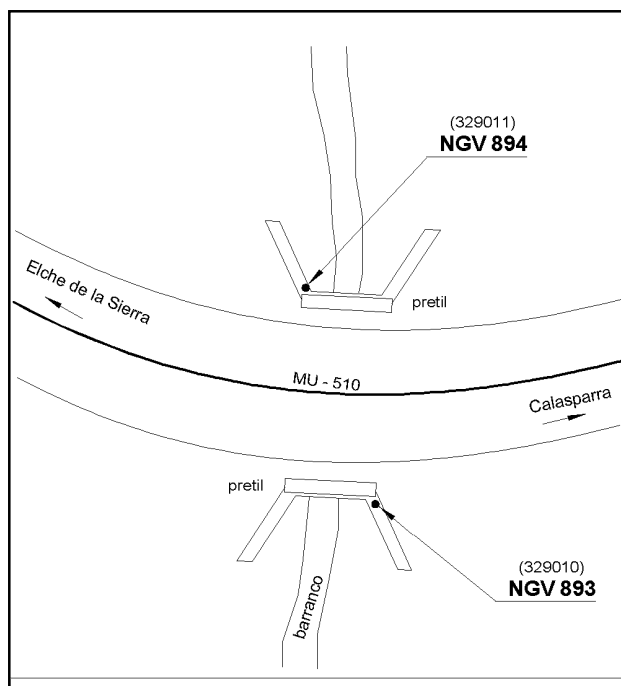 (329011)
NGV 894
Elche de la Sierra
pretil
MU - 510
Calasparra
pretil
(329010)
NGV 893
barranco